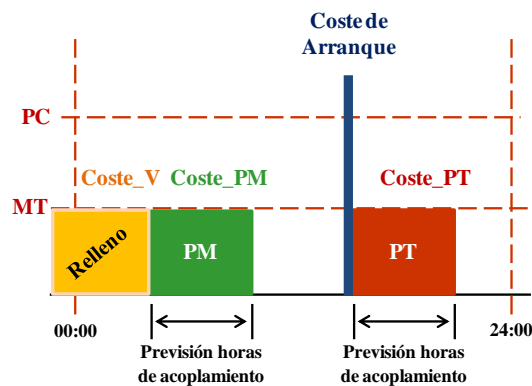 Coste de
Arranque
PC
Coste_V
Coste_PM
Coste_PT
MT
Relleno
PM
PT
00:00
24:00
Previsión horas
de acoplamiento
Previsión horas
de acoplamiento